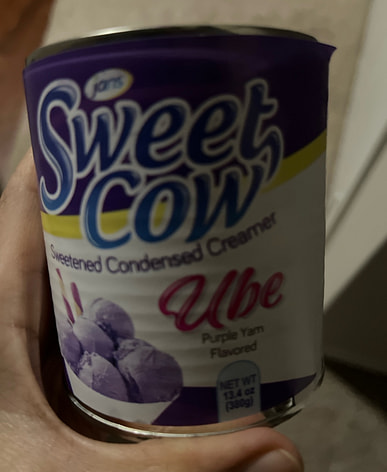 jans
Sweet
Cow
Sweetened Condensed Creamer
Ube
Purple Yam
Flavored
NET WT
13.4 oz
(380g)